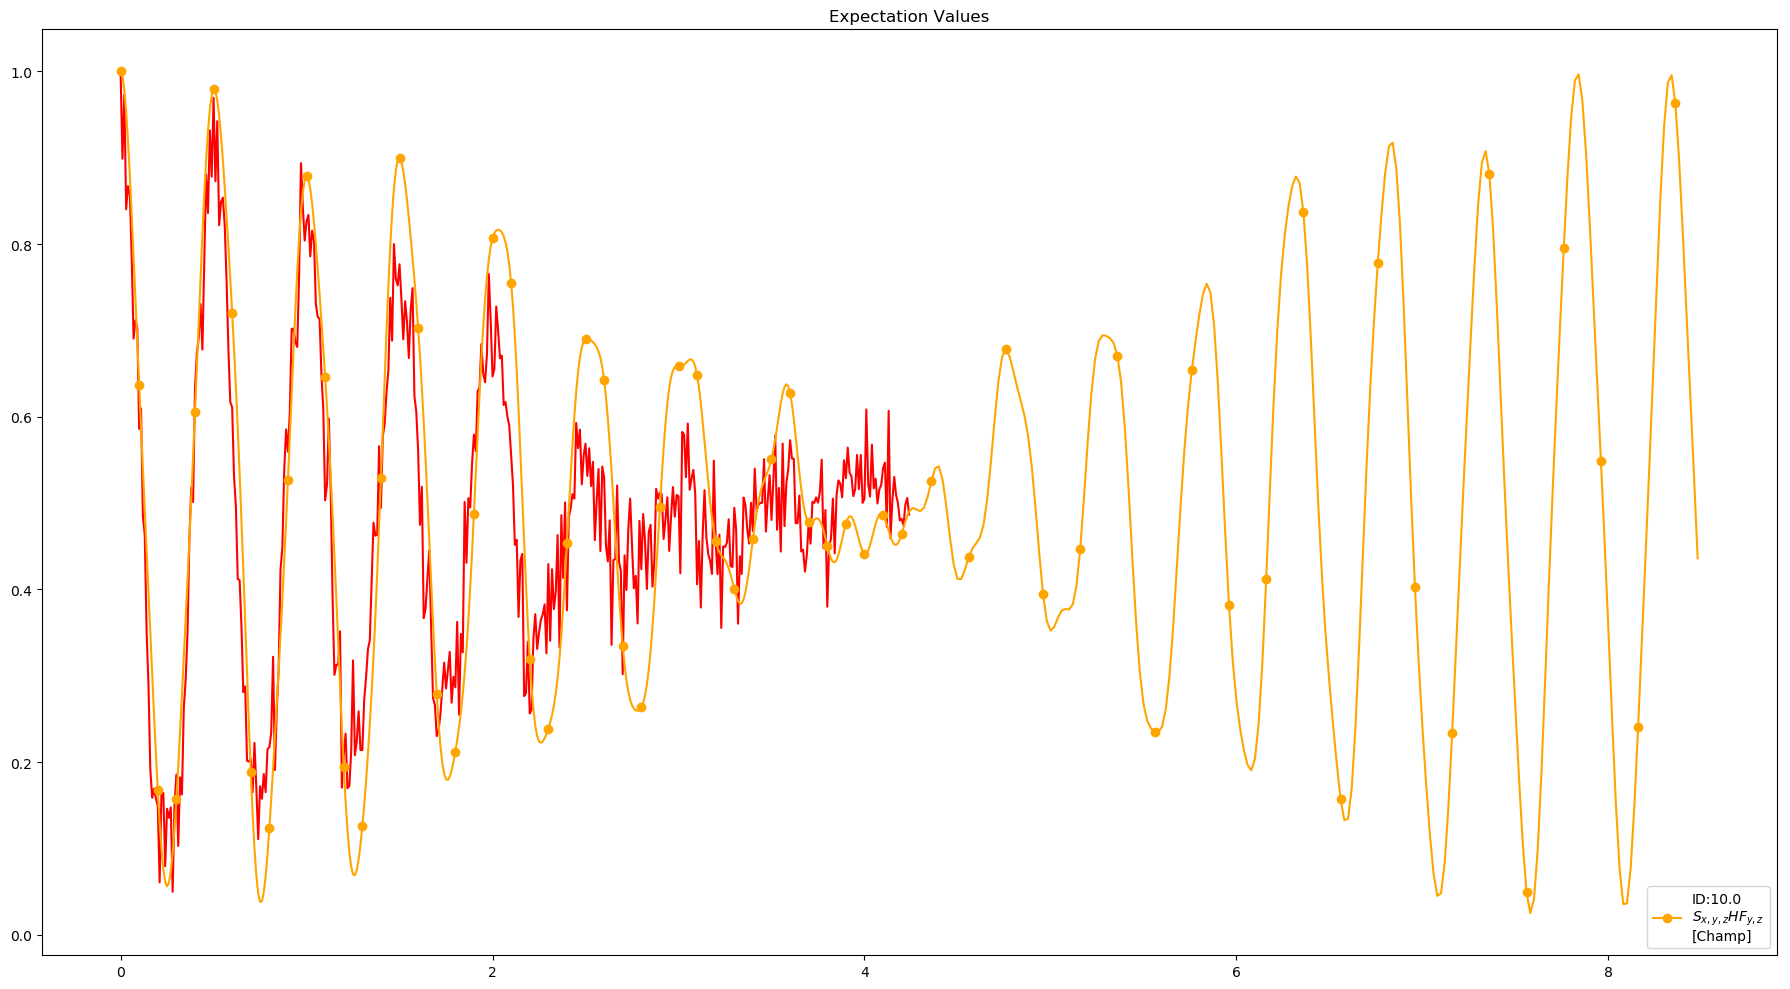 Expectation Values
1.0
0.8
0.6
0.4
0.2
0.0
0 2 4 6 8
ID:10.0
$S_{x,y,z}HF_{y,z}$
[Champ]